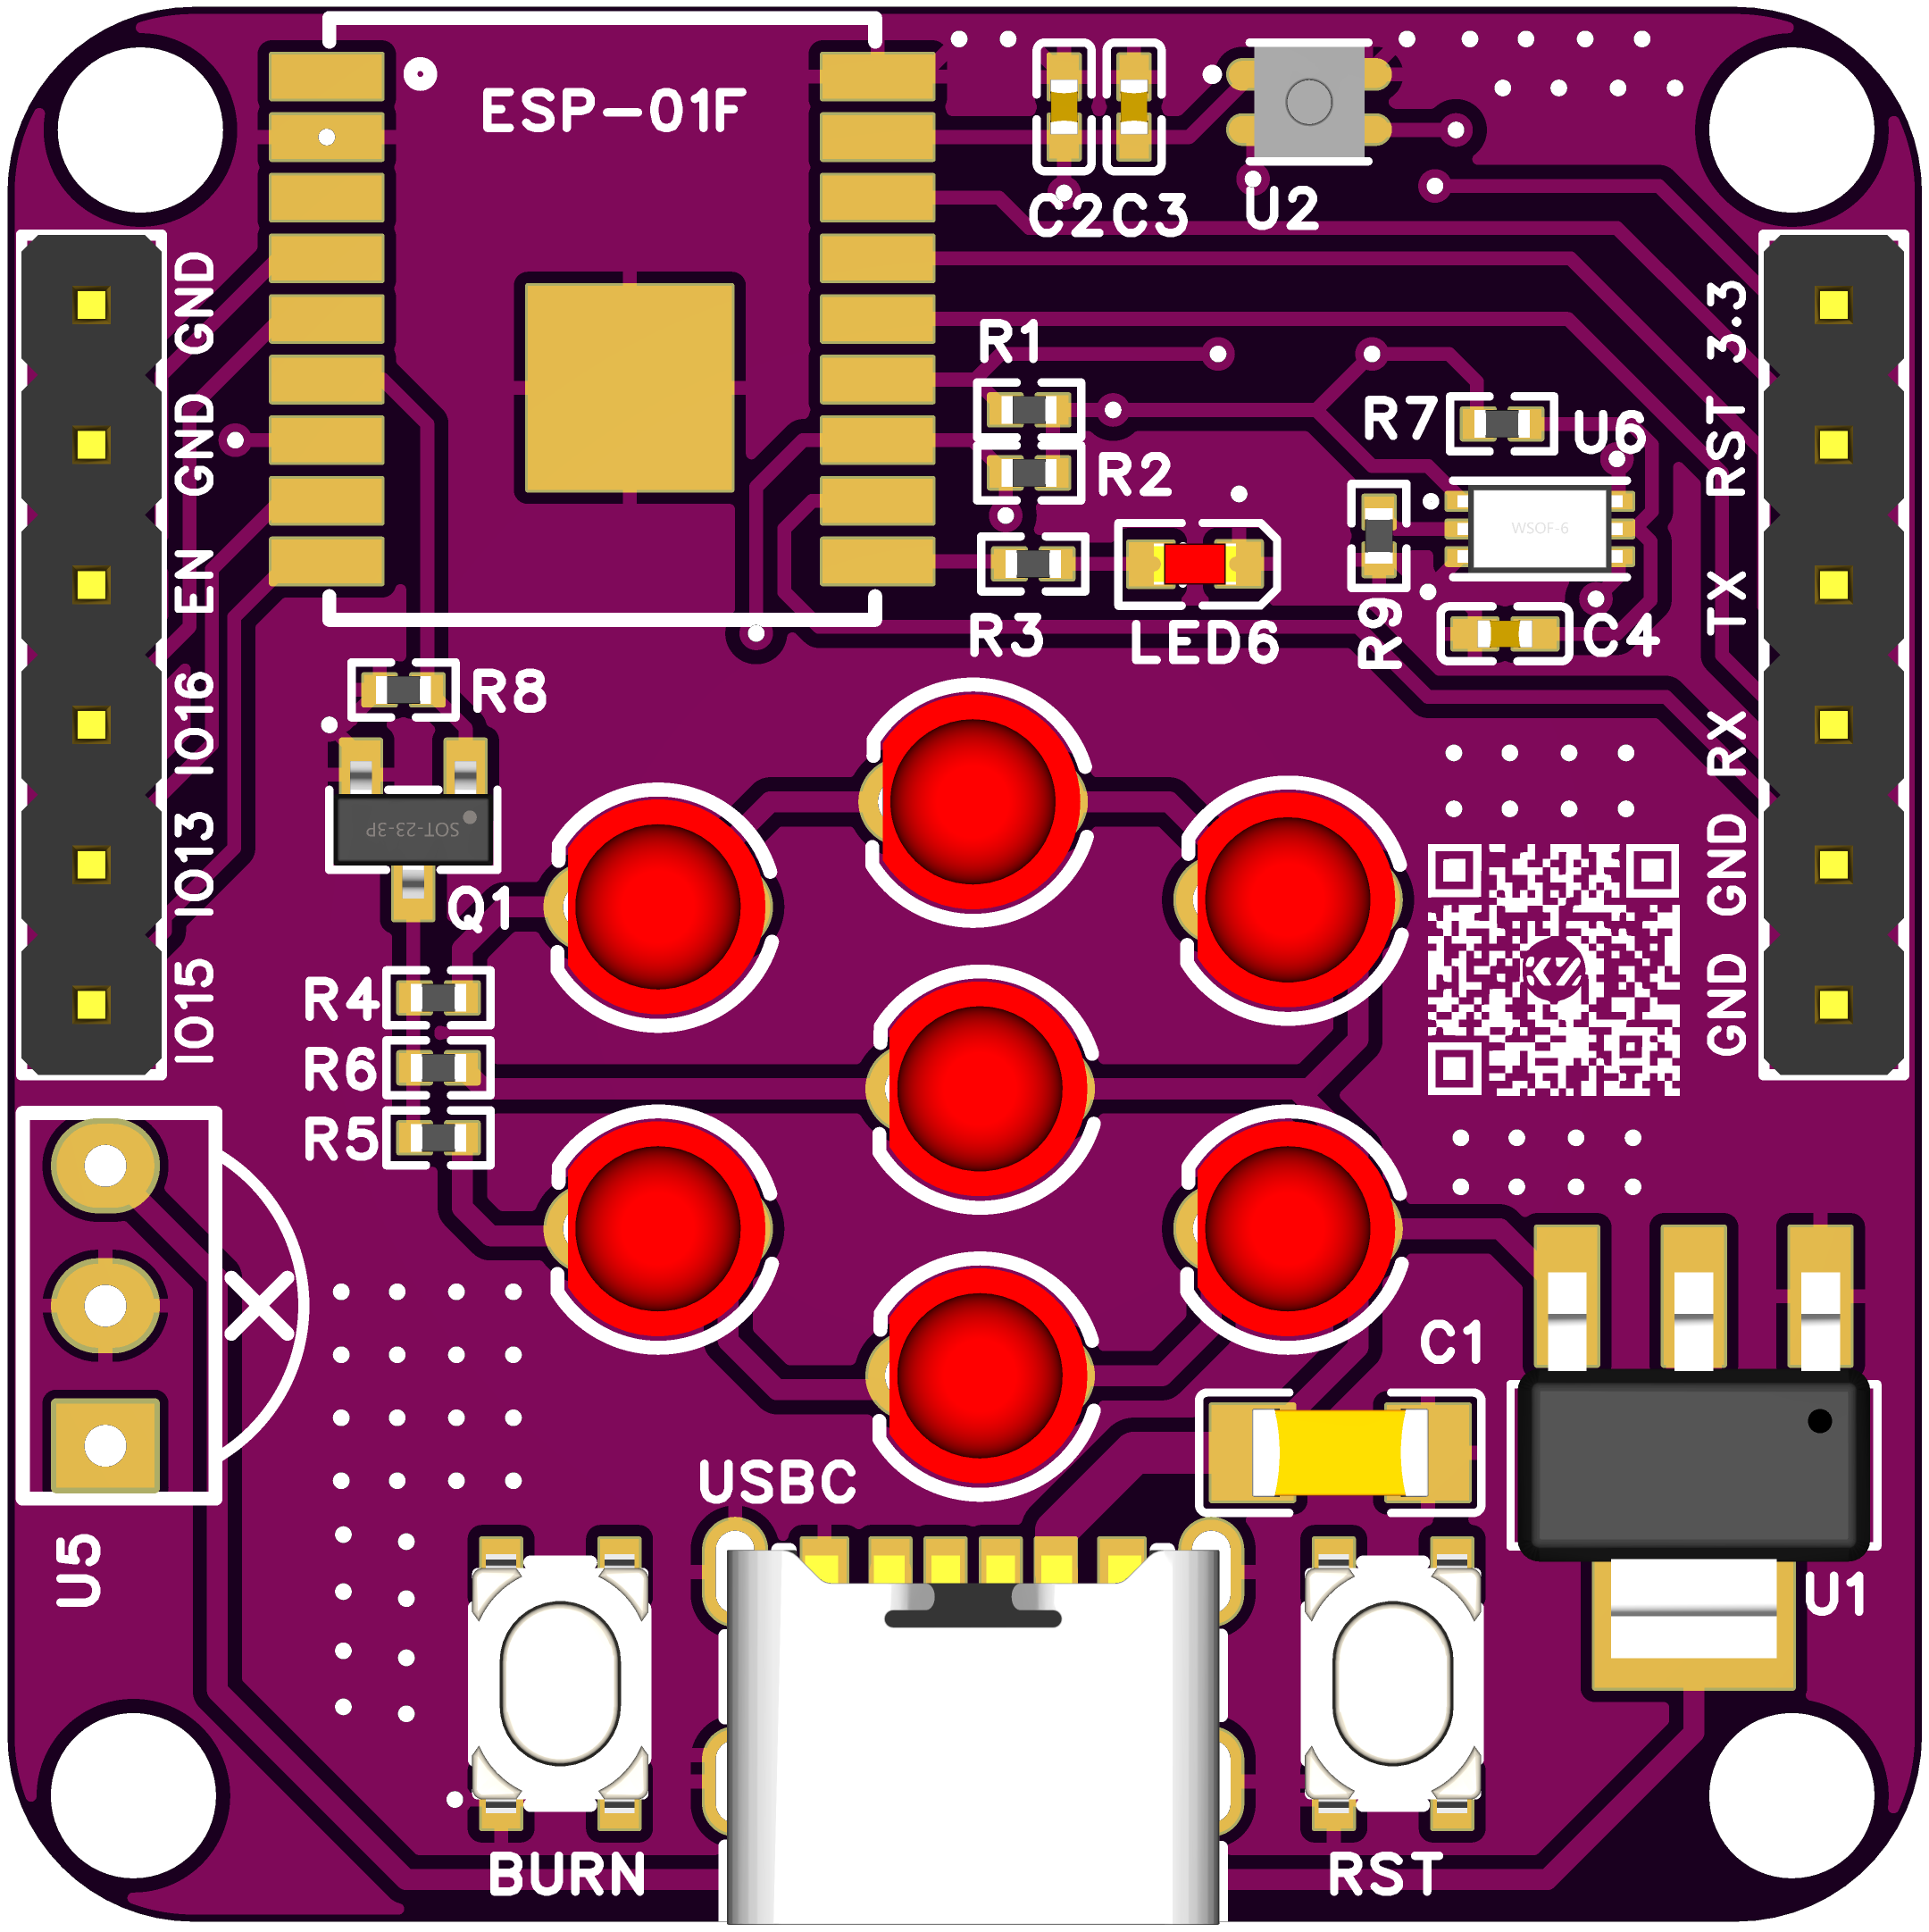 ESP-01F
C2
C3
U2
GND
GND
EN
IO16
IO13
IO15
3.3
RST
TX
RX
GND
GND
R1
R2
R3
LED6
R7
U6
WSOF-6
R9
C4
R8
SOT-23-3P
Q1
R4
R6
R5
C1
USBC
U5
U1
BURN
RST